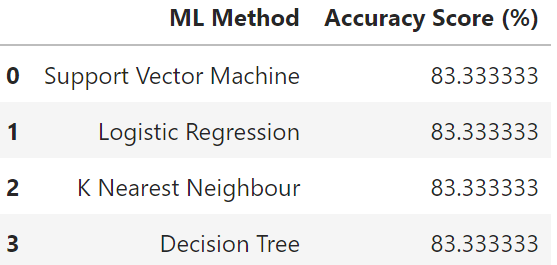 ML Method Accuracy Score (%)
0 Support Vector Machine 83.333333
1 Logistic Regression 83.333333
2 K Nearest Neighbour 83.333333
3 Decision Tree 83.333333